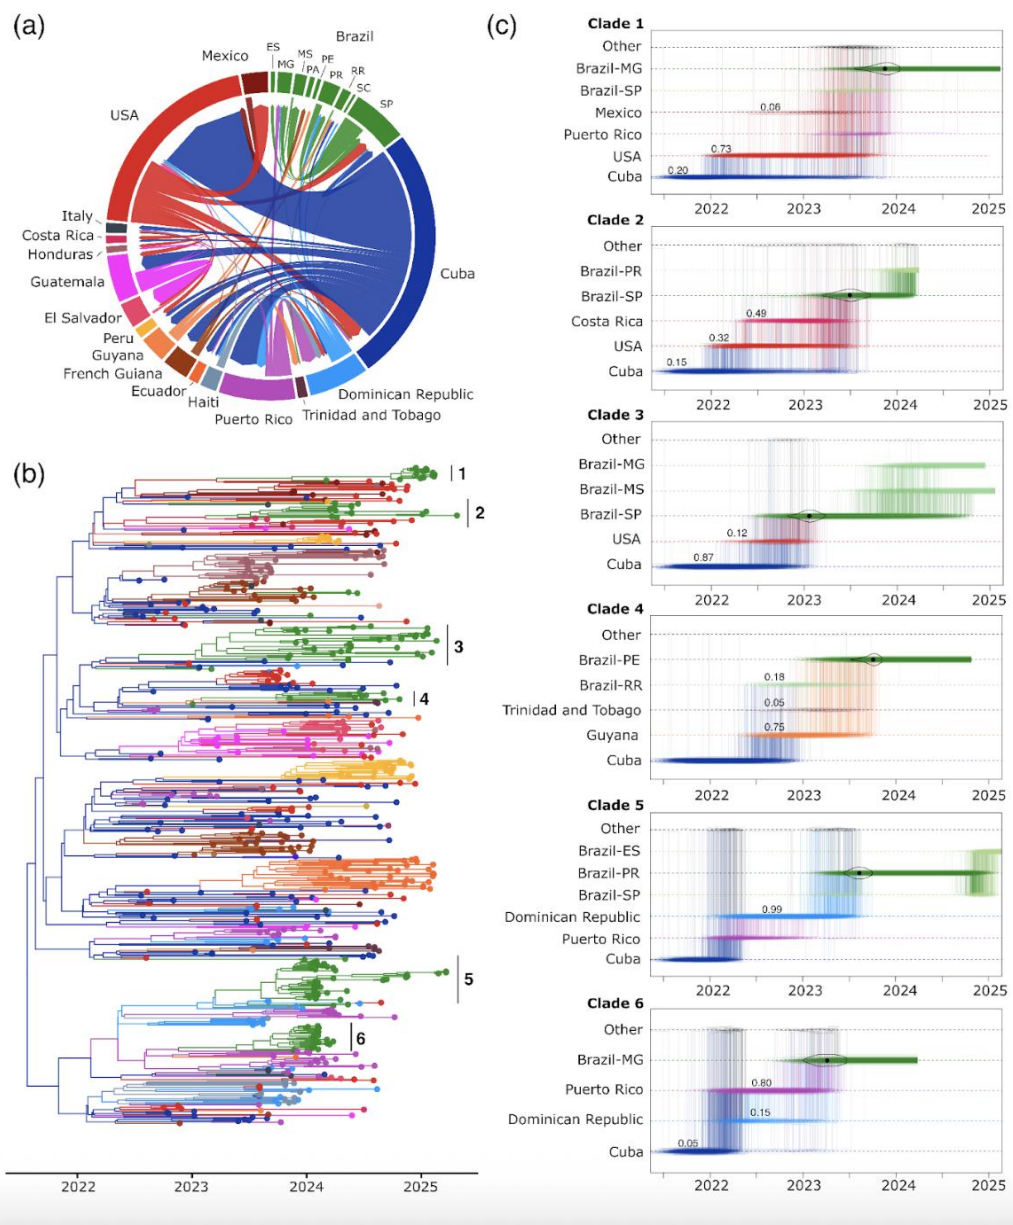 (a)
Mexico
ES
MG
MS
PA
PE
PR
RR
SC
SP
Brazil
USA
Italy
Costa Rica
Honduras
Guatemala
El Salvador
Peru
Guyana
French Guiana
Ecuador
Haiti
Puerto Rico
Trinidad and Tobago
Dominican Republic
Cuba
(b)
1
2
3
4
5
6
2022 2023 2024 2025
(c)
Clade 1
Other
Brazil-MG
Brazil-SP
Mexico 0.06
Puerto Rico
USA 0.73
Cuba 0.20
2022 2023 2024 2025
Clade 2
Other
Brazil-PR
Brazil-SP
Costa Rica 0.49
USA 0.32
Cuba 0.15
2022 2023 2024 2025
Clade 3
Other
Brazil-MG
Brazil-MS
Brazil-SP
USA 0.12
Cuba 0.87
2022 2023 2024 2025
Clade 4
Other
Brazil-PE
Brazil-RR 0.18
Trinidad and Tobago 0.05
Guyana 0.75
Cuba
2022 2023 2024 2025
Clade 5
Other
Brazil-ES
Brazil-PR
Brazil-SP
Dominican Republic 0.99
Puerto Rico
Cuba
2022 2023 2024 2025
Clade 6
Other
Brazil-MG
Puerto Rico 0.80
Dominican Republic 0.15
Cuba 0.05
2022 2023 2024 2025